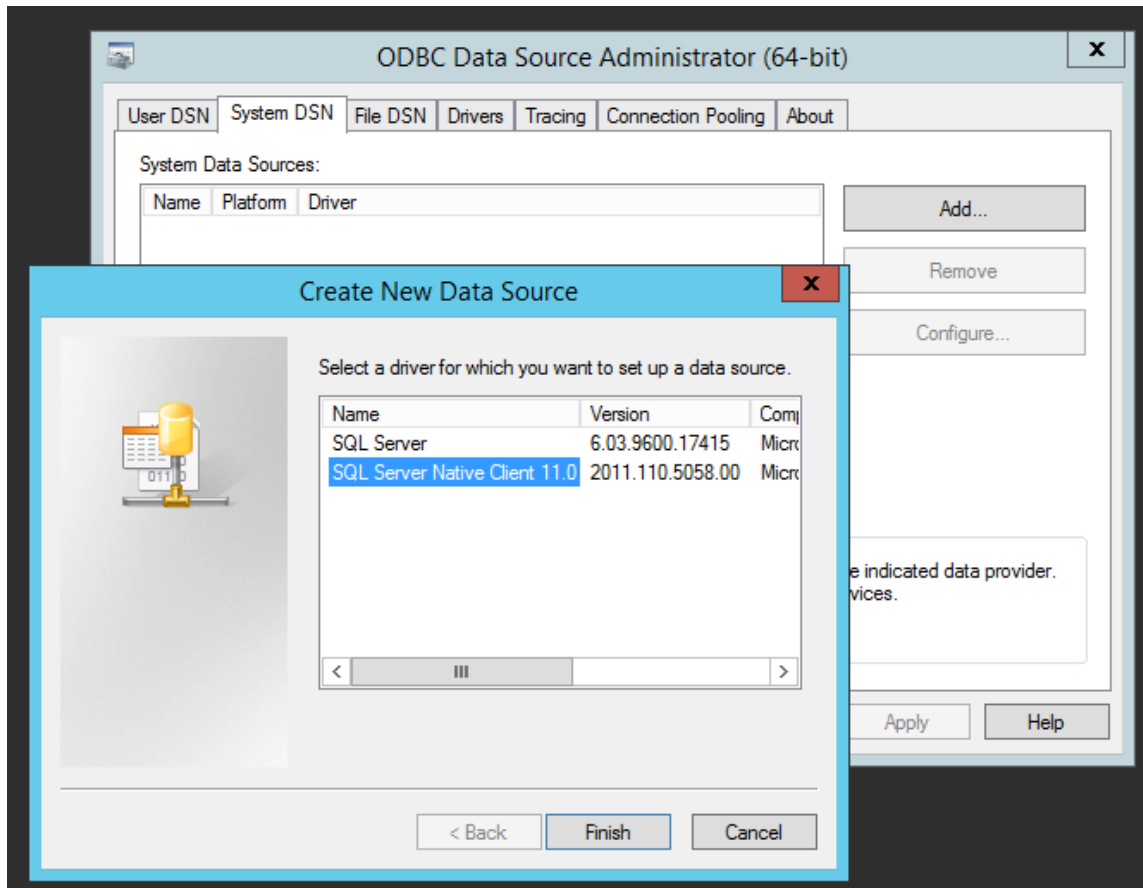 ODBC Data Source Administrator (64-bit)
User DSN System DSN File DSN Drivers Tracing Connection Pooling About
System Data Sources:
Name Platform Driver
Add...
Remove
Configure...
e indicated data provider.
vices.
Apply Help
Create New Data Source
Select a driver for which you want to set up a data source.
Name Version Comp
SQL Server 6.03.9600.17415 Micro
SQL Server Native Client 11.0 2011.110.5058.00 Micro
< Back Finish Cancel